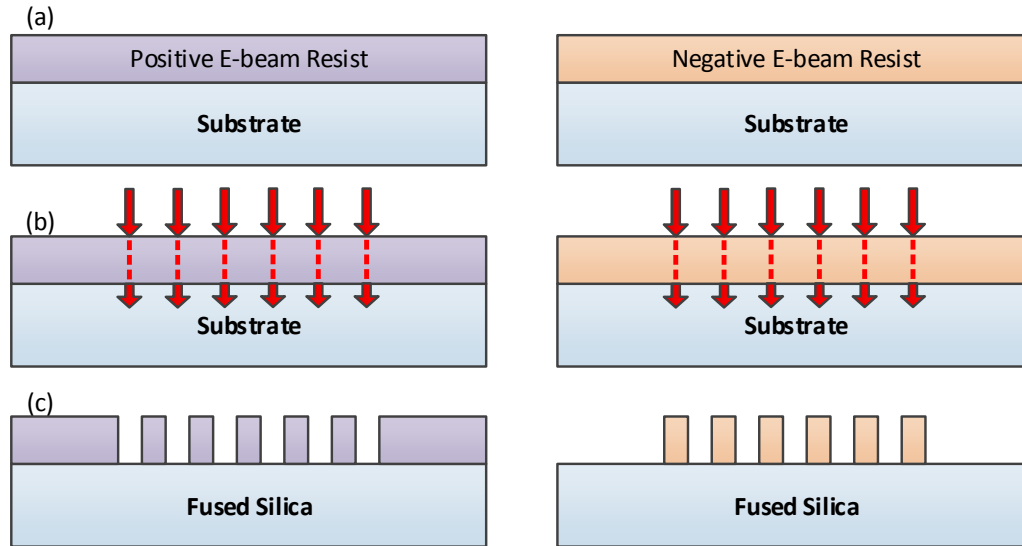 (a)
Positive E-beam Resist
Negative E-beam Resist
Substrate
Substrate
(b)
Substrate
Substrate
(c)
Fused Silica
Fused Silica